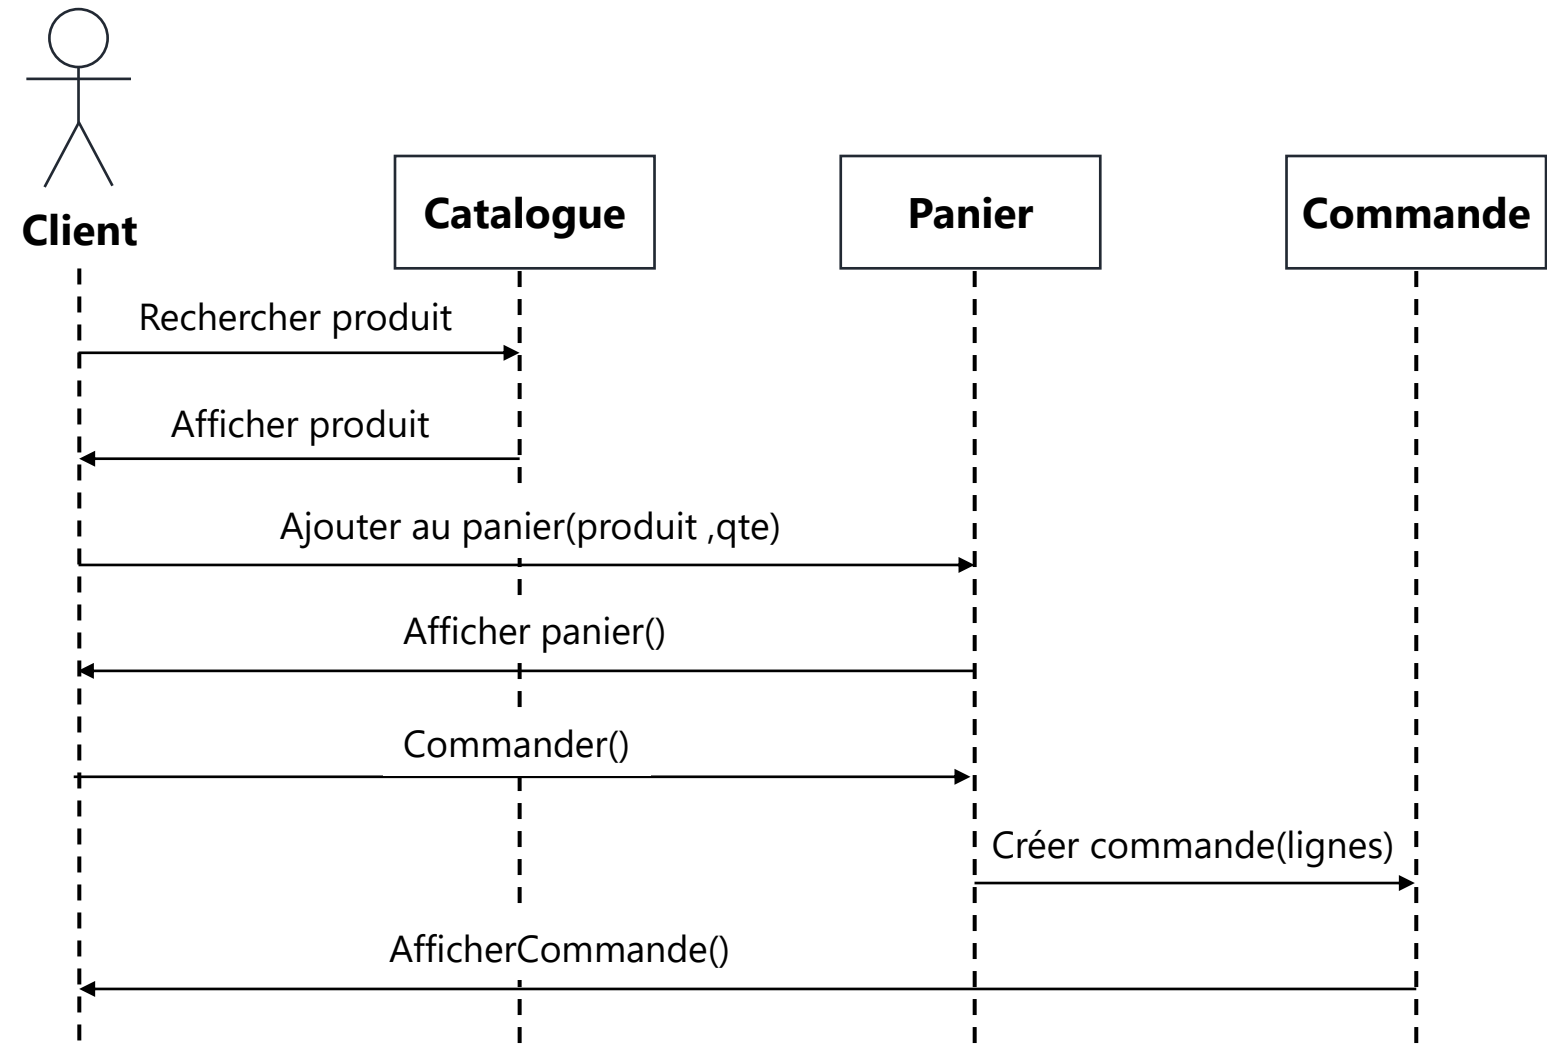 Client
Catalogue
Panier
Commande
Rechercher produit
Afficher produit
Ajouter au panier(produit ,qte)
Afficher panier()
Commander()
Créer commande(lignes)
AfficherCommande()